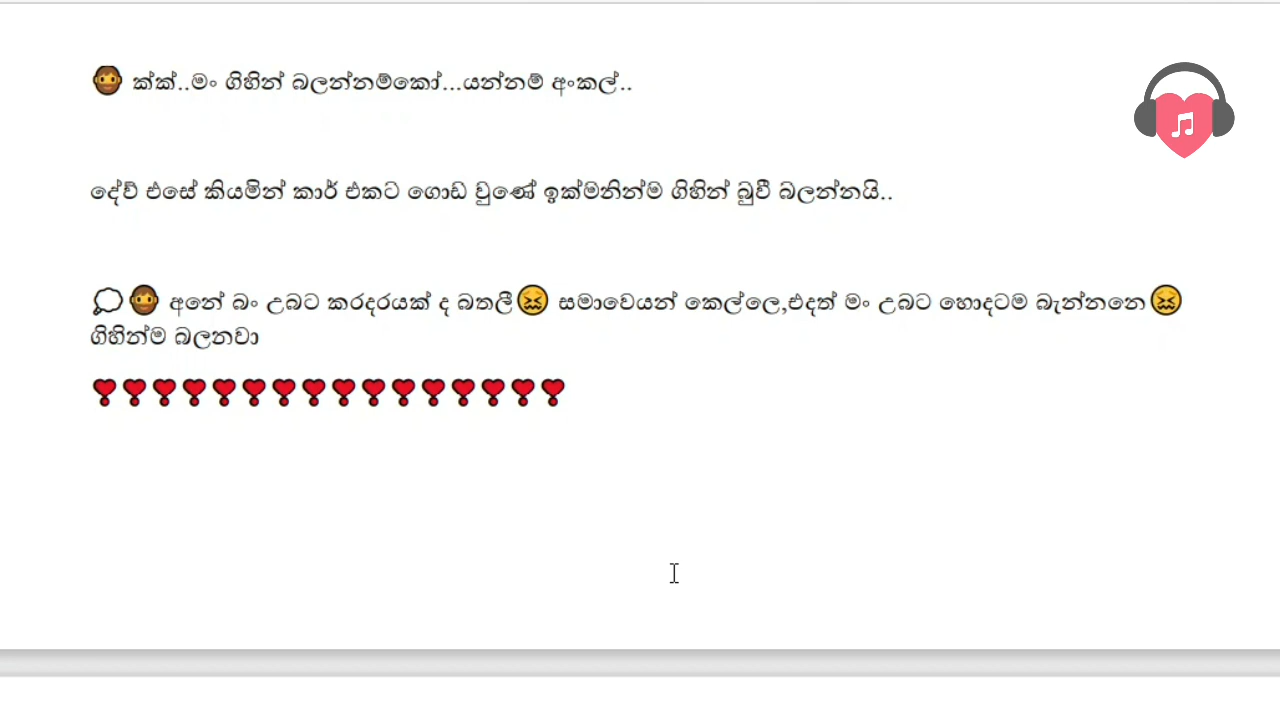 🧔 ක්ක්..මං ගිහින් බලන්නම්කෝ...යන්නම් අංකල්..
දේව් එසේ කියමින් කාර් එකට ගොඩ වුණේ ඉක්මනින්ම ගිහින් බුවී බලන්නයි..
💭🧔 අනේ බං උබට කරදරයක් ද බතලී😖 සමාවෙයන් කෙල්ලෙ,එදත් මං උබට හොදටම බැන්නනෙ😖
ගිහින්ම බලනවා
❣❣❣❣❣❣❣❣❣❣❣❣❣❣❣❣